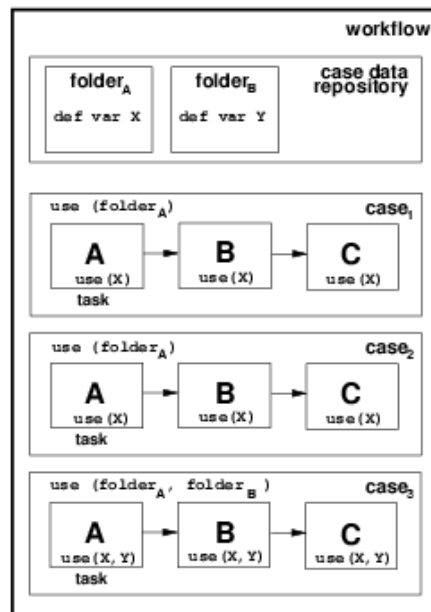 workflow
case data
repository
folderA
def var X
folderB
def var Y
use (folderA)
case1
A
use(X)
task
B
use(X)
C
use(X)
use (folderA)
case2
A
use(X)
task
B
use(X)
C
use(X)
use (folderA, folderB )
case3
A
use(X,Y)
task
B
use(X,Y)
C
use(X,Y)